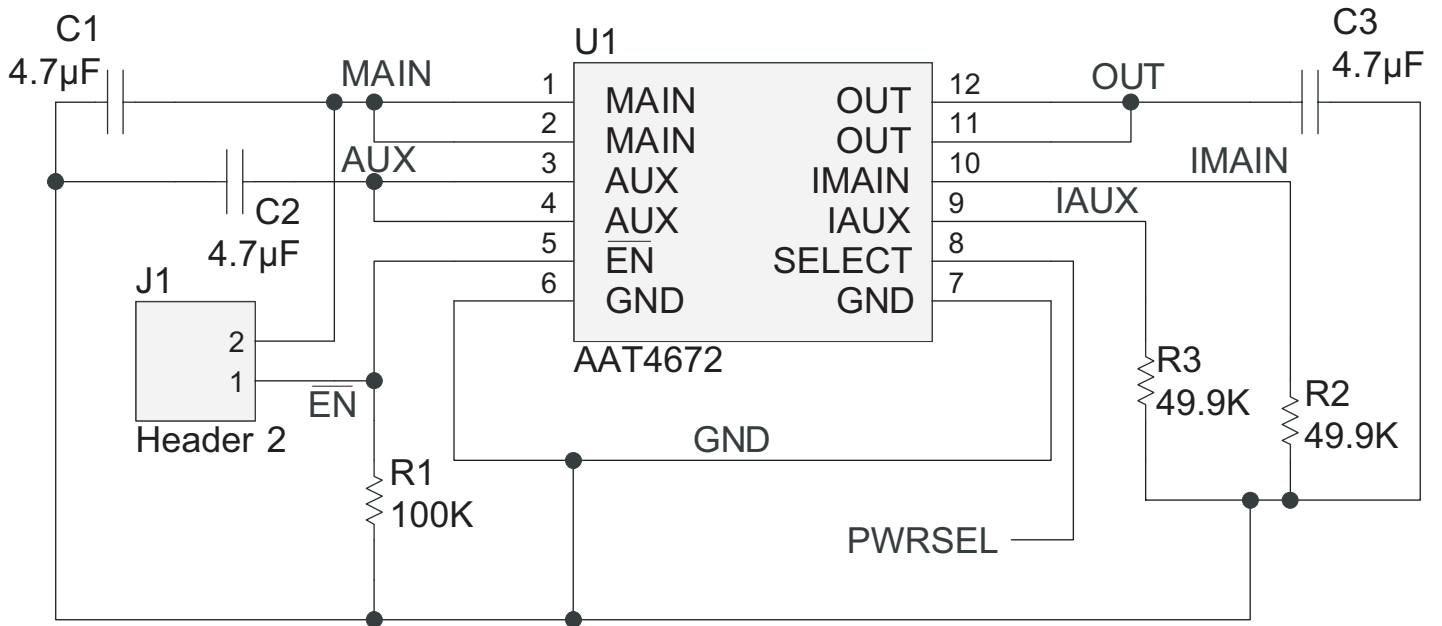 C1
4.7µF
MAIN
AUX
C2
4.7µF
J1
2
1
Header 2
EN
R1
100K
U1
1 MAIN OUT 12
2 MAIN OUT 11
3 AUX IMAIN 10
4 AUX IAUX 9
5 EN SELECT 8
6 GND GND 7
AAT4672
GND
PWRSEL
OUT
C3
4.7µF
IMAIN
IAUX
R3
49.9K
R2
49.9K